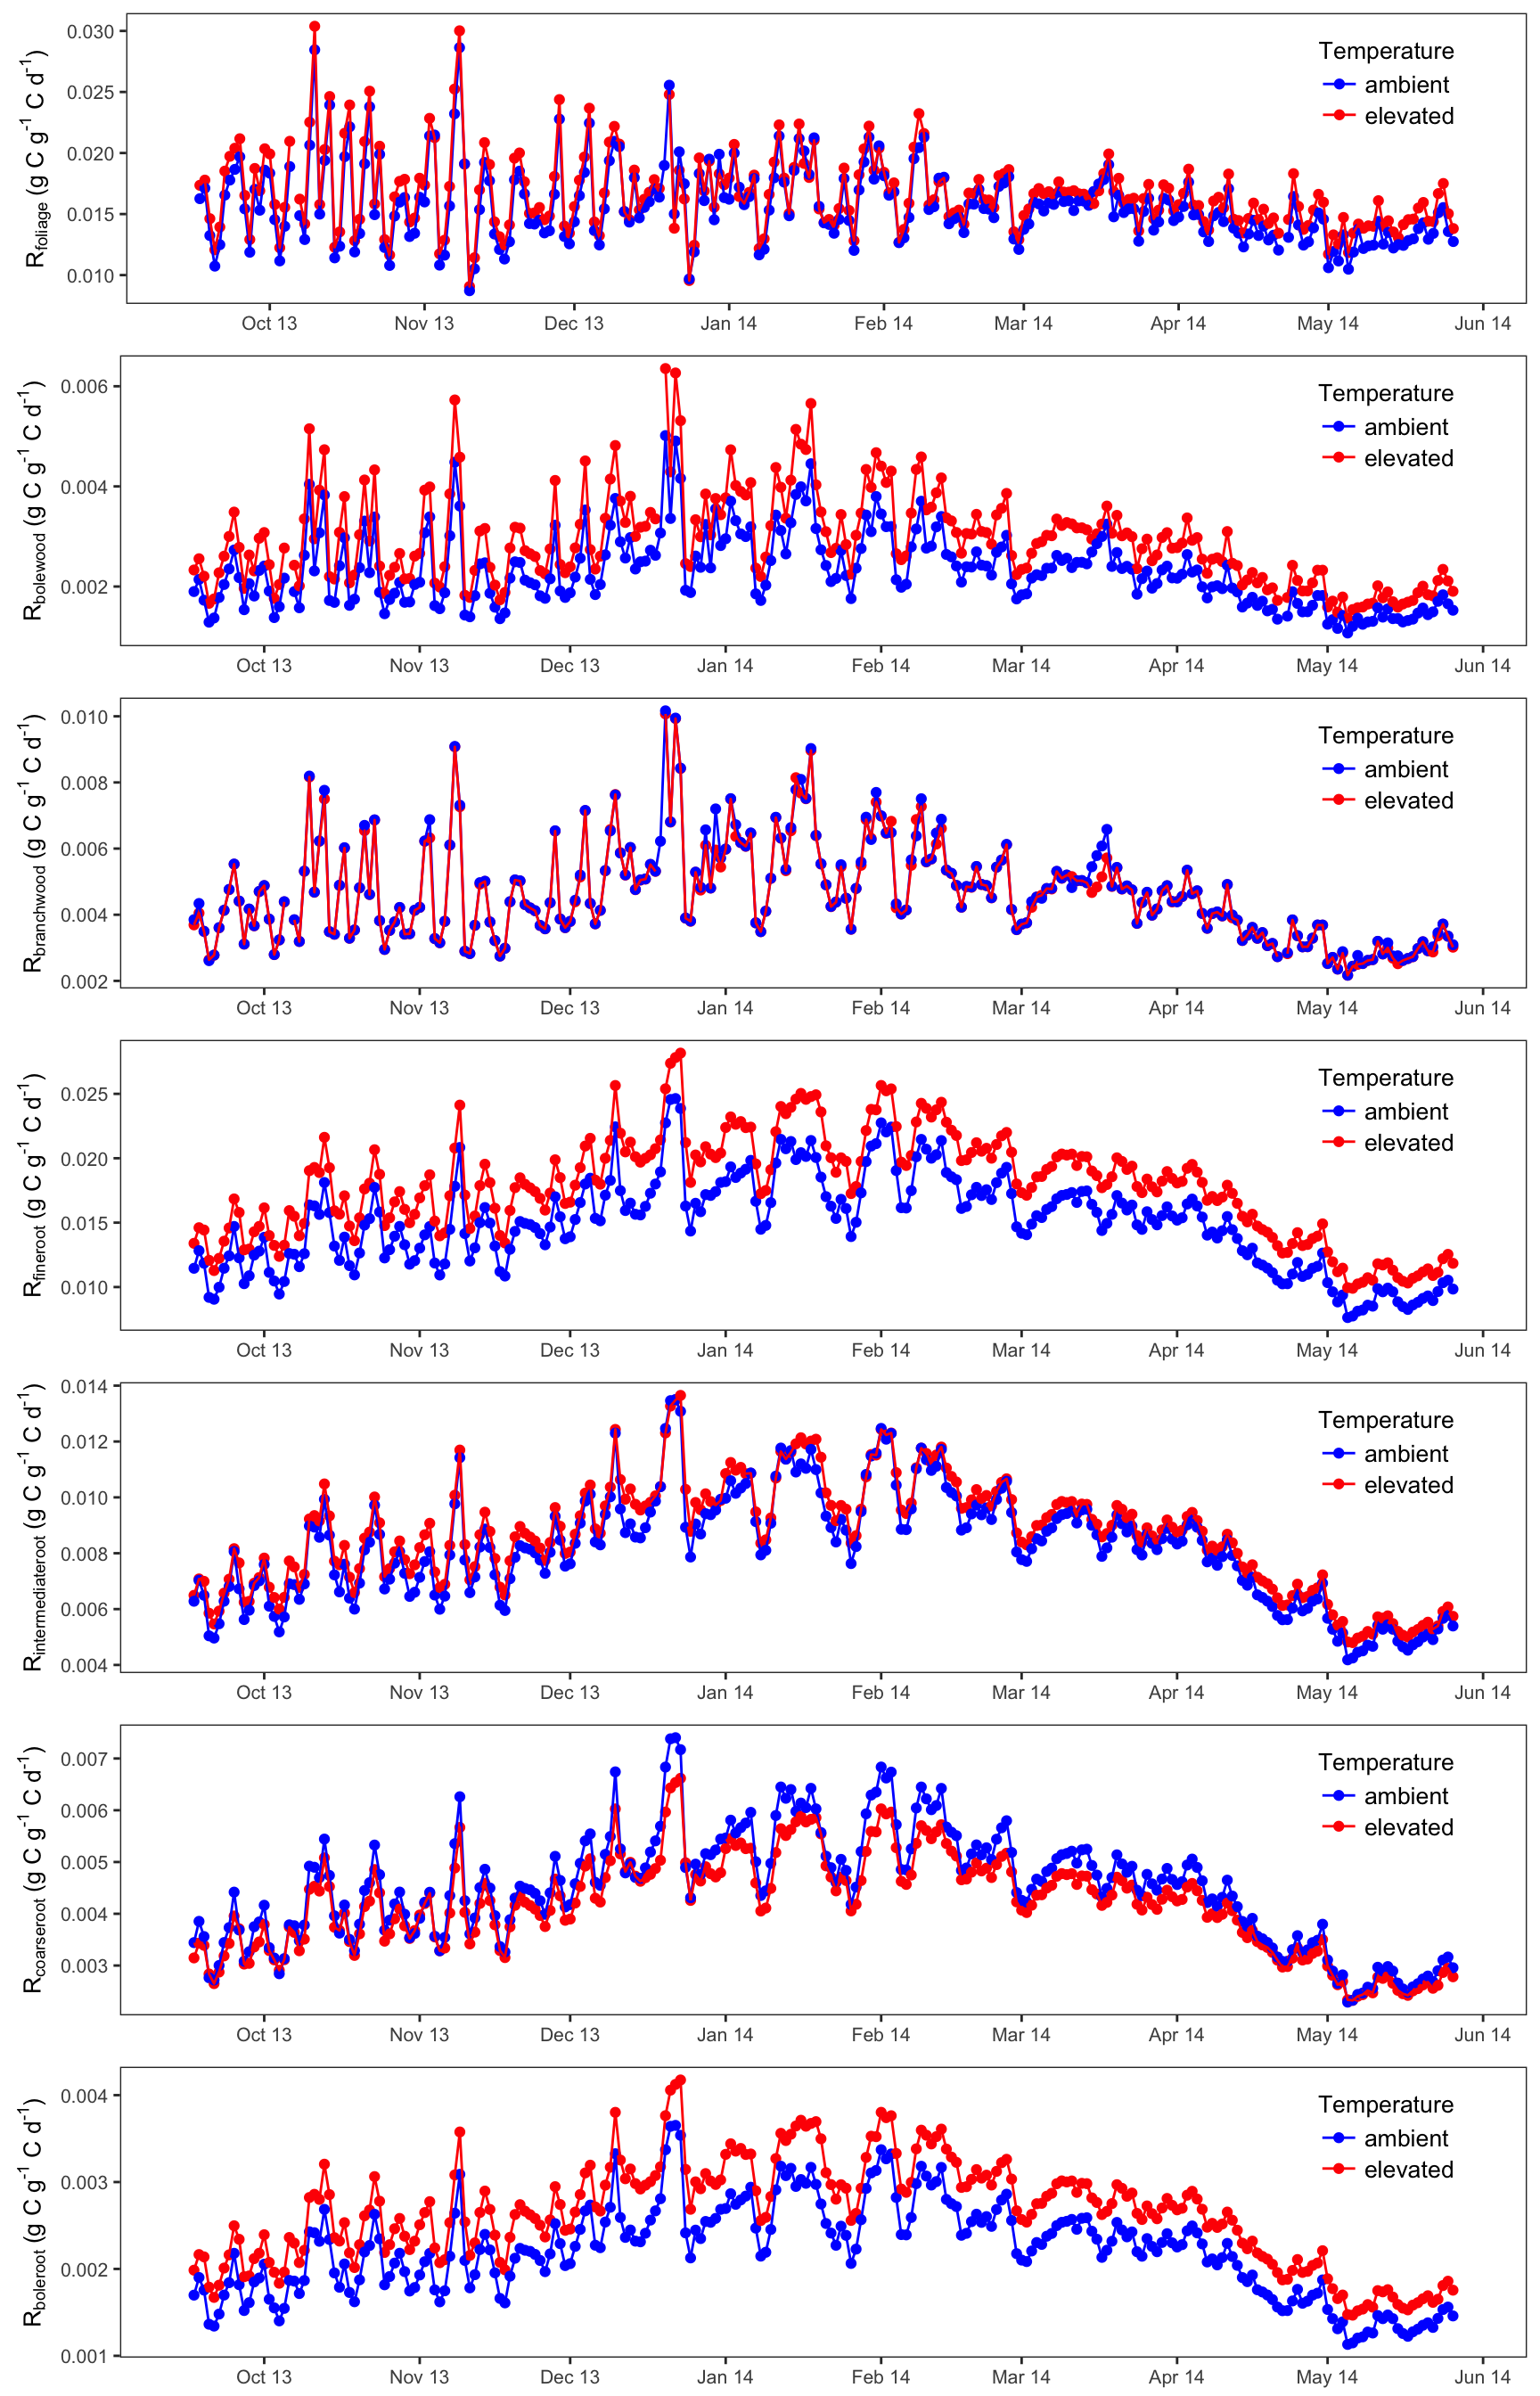 Rfoliage (g C g-1 C d-1)
0.030
0.025
0.020
0.015
0.010
Temperature
ambient
elevated
Oct 13 Nov 13 Dec 13 Jan 14 Feb 14 Mar 14 Apr 14 May 14 Jun 14
Rbolewood (g C g-1 C d-1)
0.006
0.004
0.002
Temperature
ambient
elevated
Oct 13 Nov 13 Dec 13 Jan 14 Feb 14 Mar 14 Apr 14 May 14 Jun 14
Rbranchwood (g C g-1 C d-1)
0.010
0.008
0.006
0.004
0.002
Temperature
ambient
elevated
Oct 13 Nov 13 Dec 13 Jan 14 Feb 14 Mar 14 Apr 14 May 14 Jun 14
Rfineroot (g C g-1 C d-1)
0.025
0.020
0.015
0.010
Temperature
ambient
elevated
Oct 13 Nov 13 Dec 13 Jan 14 Feb 14 Mar 14 Apr 14 May 14 Jun 14
Rintermediateroot (g C g-1 C d-1)
0.014
0.012
0.010
0.008
0.006
0.004
Temperature
ambient
elevated
Oct 13 Nov 13 Dec 13 Jan 14 Feb 14 Mar 14 Apr 14 May 14 Jun 14
Rcoarseroot (g C g-1 C d-1)
0.007
0.006
0.005
0.004
0.003
Temperature
ambient
elevated
Oct 13 Nov 13 Dec 13 Jan 14 Feb 14 Mar 14 Apr 14 May 14 Jun 14
Rboleroot (g C g-1 C d-1)
0.004
0.003
0.002
0.001
Temperature
ambient
elevated
Oct 13 Nov 13 Dec 13 Jan 14 Feb 14 Mar 14 Apr 14 May 14 Jun 14